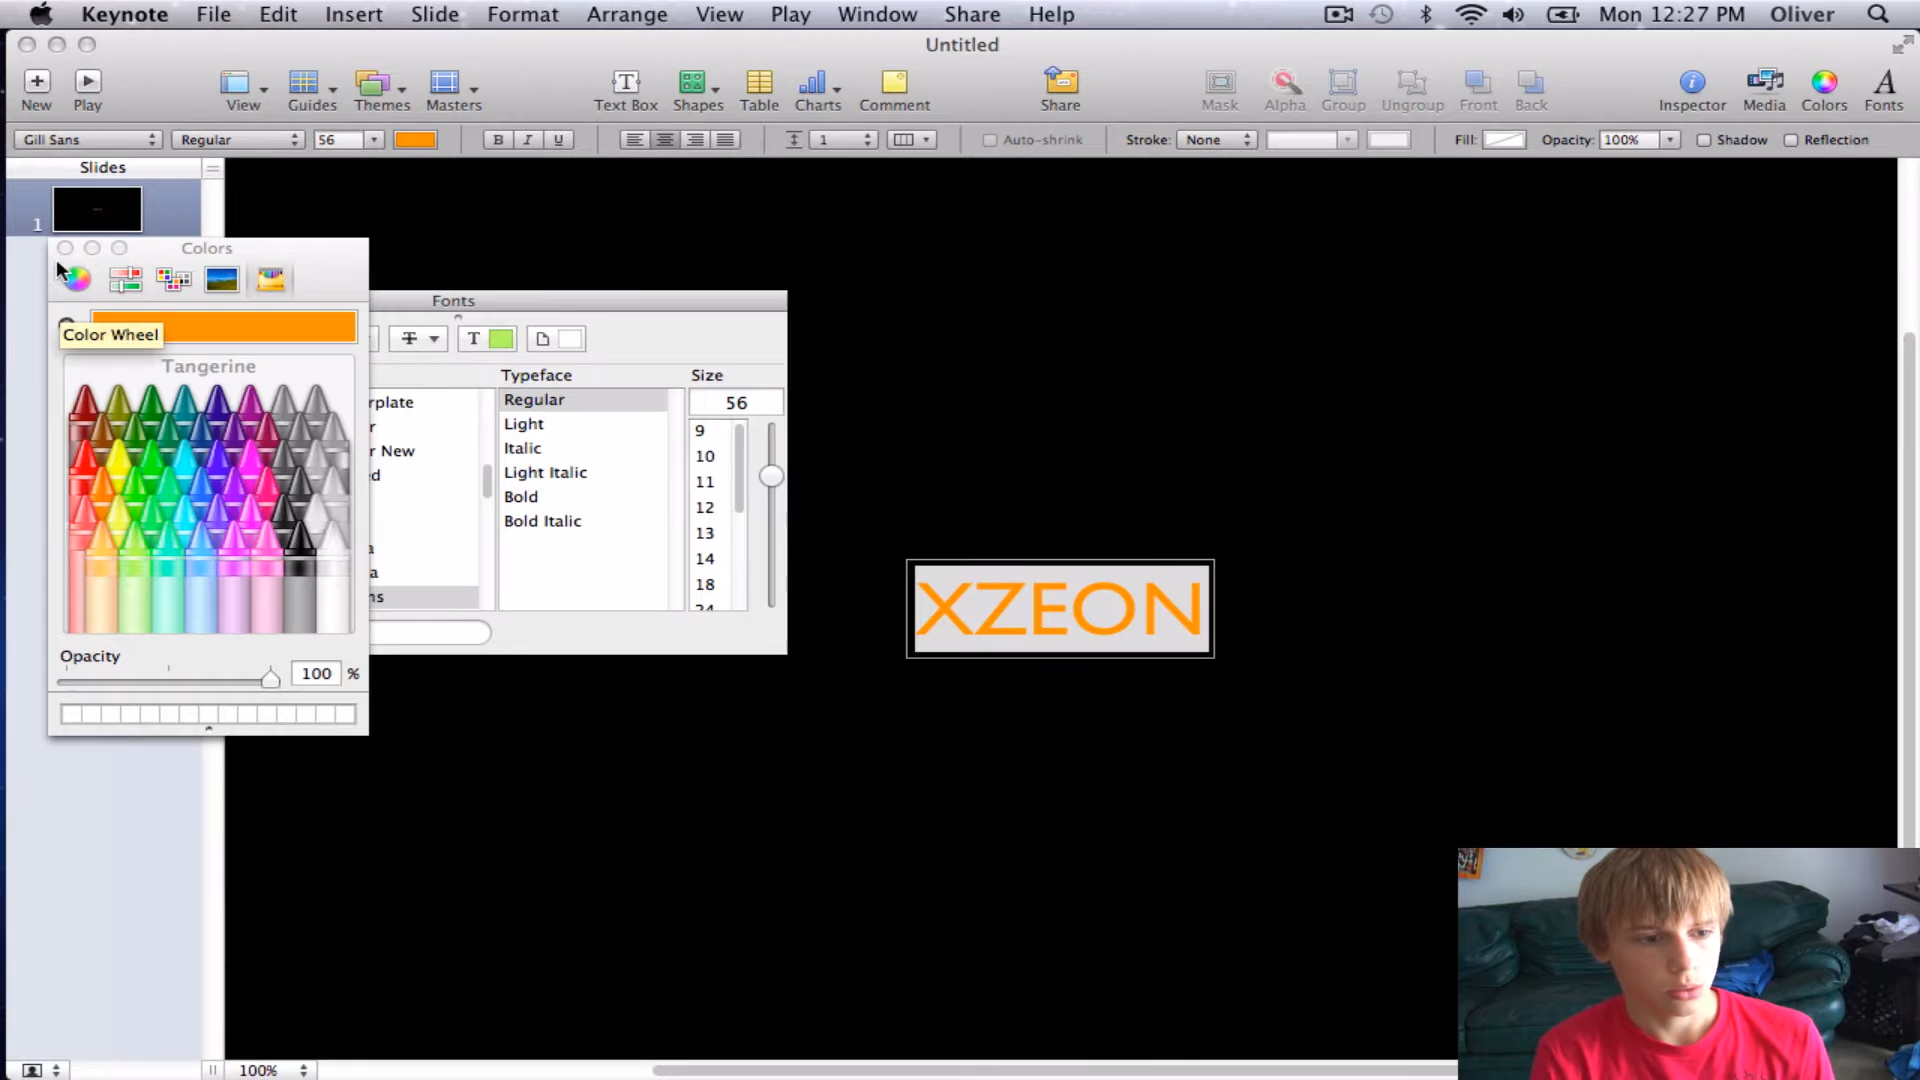 Keynote File Edit Insert Slide Format Arrange View Play Window Share Help Mon 12:27 PM Oliver
Untitled
New Play View Guides Themes Masters Text Box Shapes Table Charts Comment Share Mask Alpha Group Ungroup Front Back Inspector Media Colors Fonts
Gill Sans Regular 56 B I U 1 Auto-shrink Stroke: None Fill: Opacity: 100% Shadow Reflection
Slides
1
Colors
Color Wheel
Tangerine
Opacity
100 %
Fonts
T T
Typeface Size
56
rplate
r
r New
ed
a
a
ns
Regular
Light
Italic
Light Italic
Bold
Bold Italic
9
10
11
12
13
14
18
24
XZEON
100%